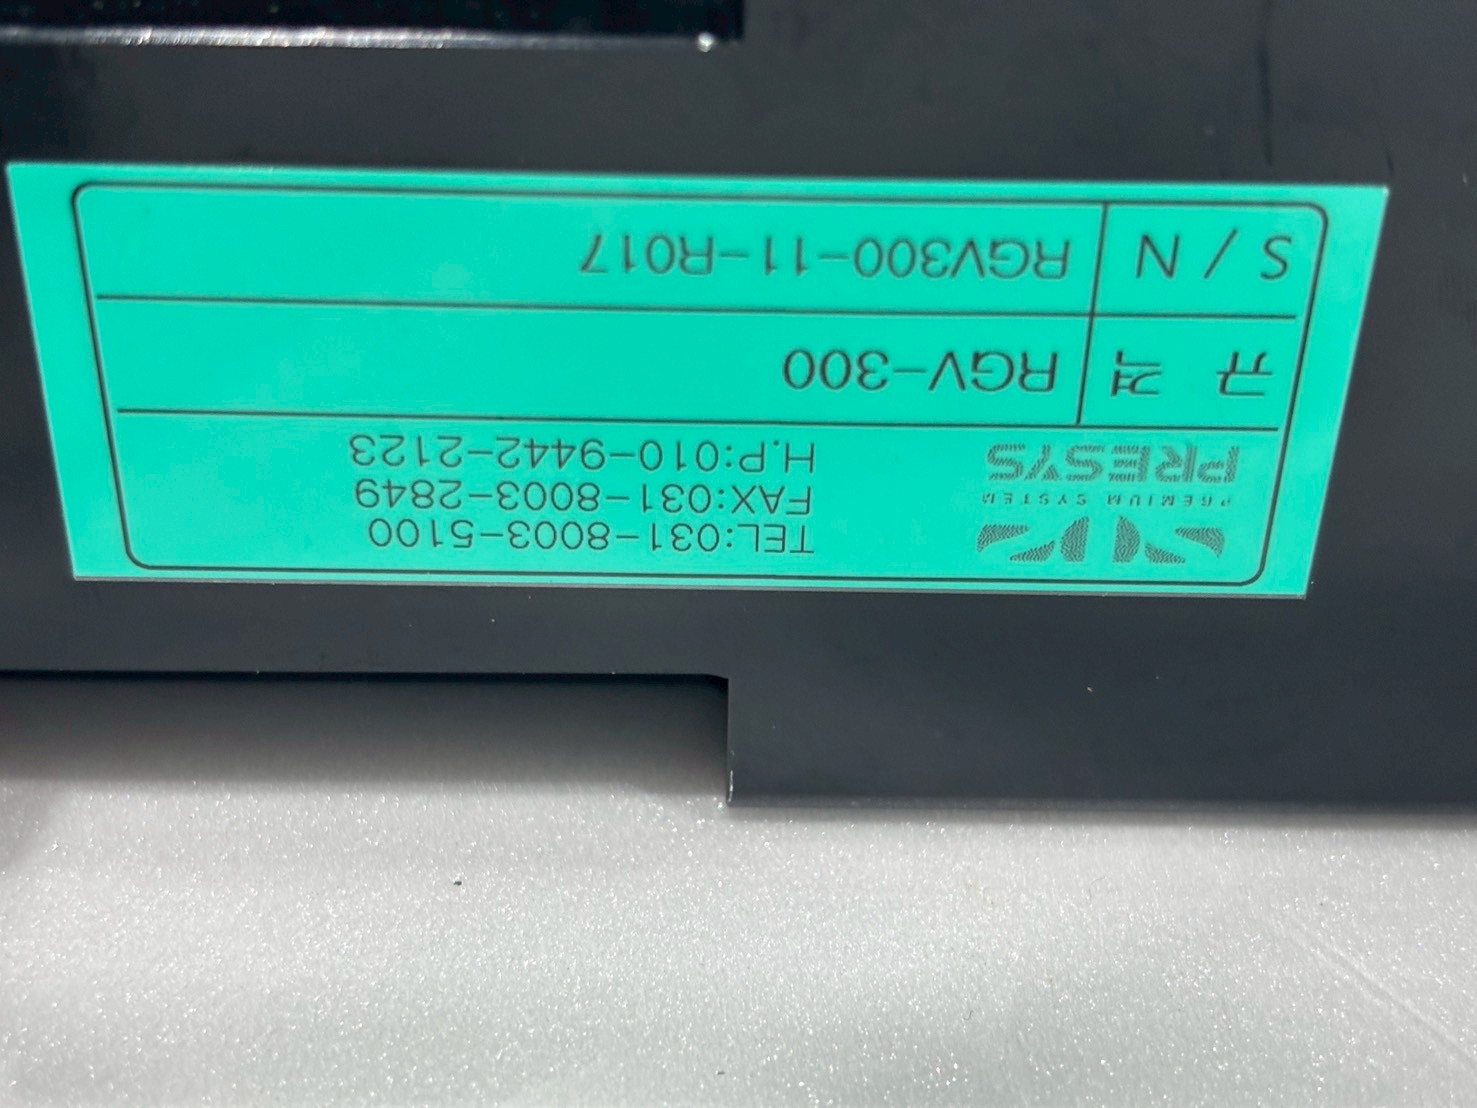 S / N RGV300-11-R017
규 격 RGV-300
PREMIUM SYSTEM
PRESYS
TEL:031-8003-5100
FAX:031-8003-2849
H.P:010-9442-2123